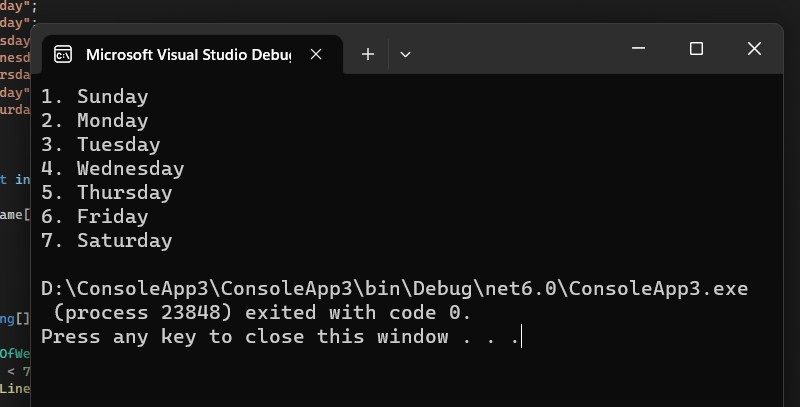 day";
day";
sday
nesd
rsda
day"
urda
t in
ame[
ng[]
OfWe
< 7
Line
Microsoft Visual Studio Debu
1. Sunday
2. Monday
3. Tuesday
4. Wednesday
5. Thursday
6. Friday
7. Saturday
D:\ConsoleApp3\ConsoleApp3\bin\Debug\net6.0\ConsoleApp3.exe
(process 23848) exited with code 0.
Press any key to close this window . . .